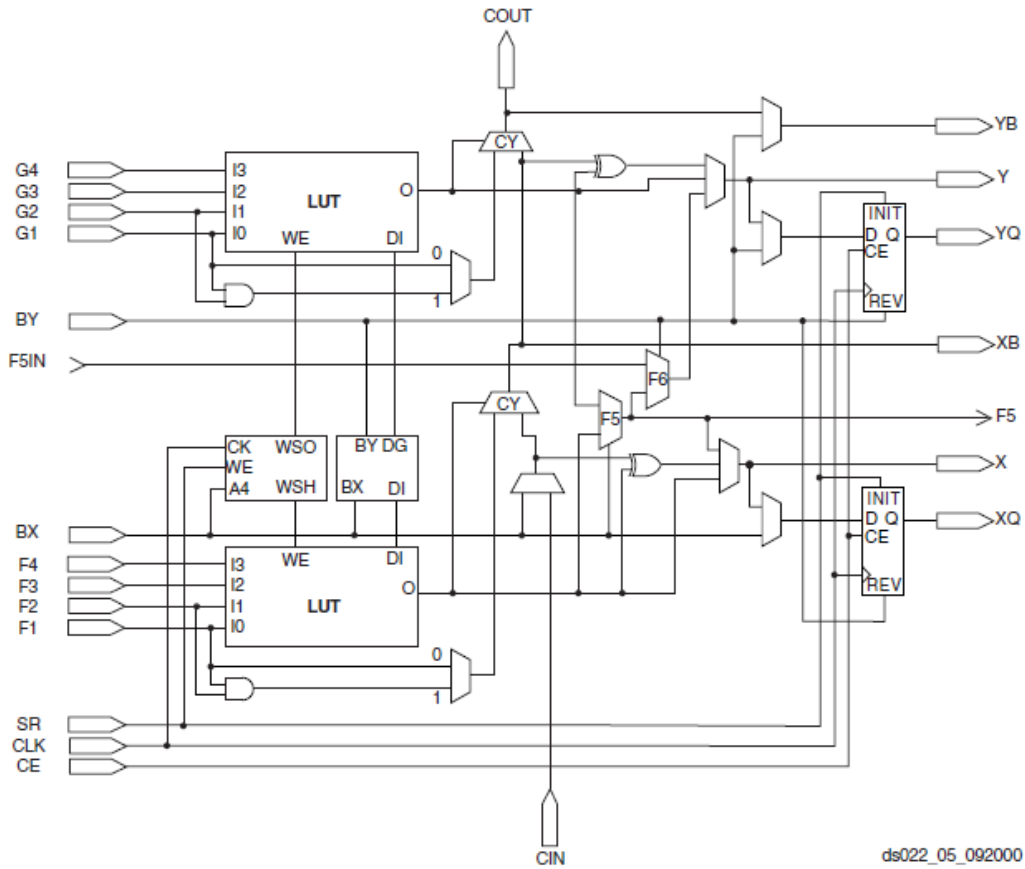 COUT
YB
CY
G4
G3
G2
G1
I3
I2
I1
I0
LUT
O
WE
DI
Y
INIT
D Q
CE
REV
YQ
0
1
BY
F5IN
XB
F6
CY
F5
F5
CK
WSO
WE
A4
WSH
BY DG
BX
DI
X
BX
INIT
D Q
CE
REV
XQ
F4
F3
F2
F1
I3
I2
I1
I0
WE
DI
LUT
O
0
1
SR
CLK
CE
CIN
ds022_05_092000